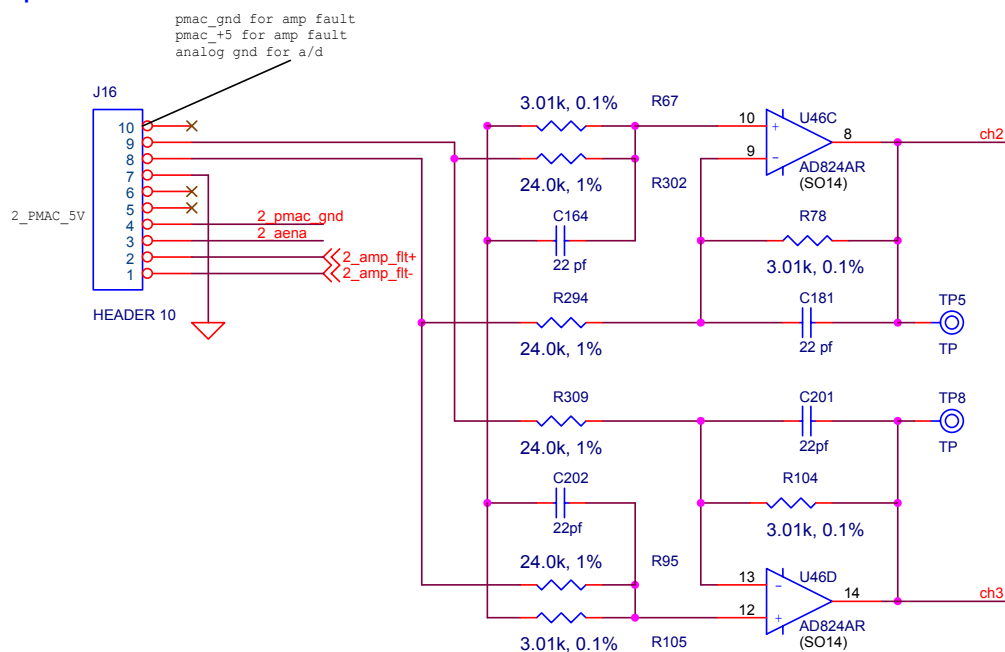 pmac_gnd for amp fault
pmac_+5 for amp fault
analog gnd for a/d
J16
10
9
8
7
6
5
4
3
2
1
2_PMAC_5V
2_pmac_gnd
2_aena
2_amp_flt+
2_amp_flt-
HEADER 10
3.01k, 0.1%
R67
24.0k, 1%
R302
C164
22 pf
R294
24.0k, 1%
10
9
8
U46C
AD824AR
(SO14)
ch2
R78
3.01k, 0.1%
C181
22 pf
TP5
TP
R309
24.0k, 1%
C201
22pf
TP8
TP
C202
22pf
R104
3.01k, 0.1%
24.0k, 1%
R95
3.01k, 0.1%
R105
13
12
14
U46D
AD824AR
(SO14)
ch3